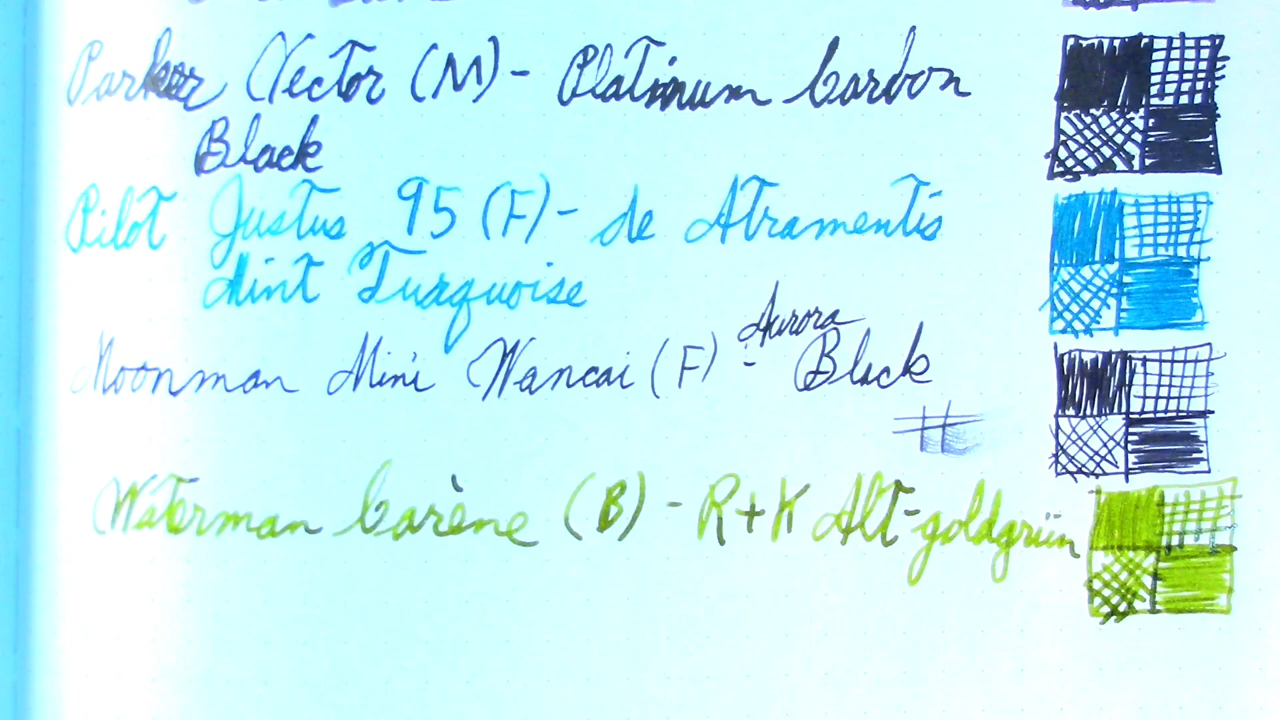 Parker Vector (M) - Platinum Carbon
Black
Pilot Justus 95 (F) - de Atramentis
Mint Turquoise
Aurora
Moonman Mini Wancai (F) - Black
Waterman Carène (B) - R+K Alt-goldgrün